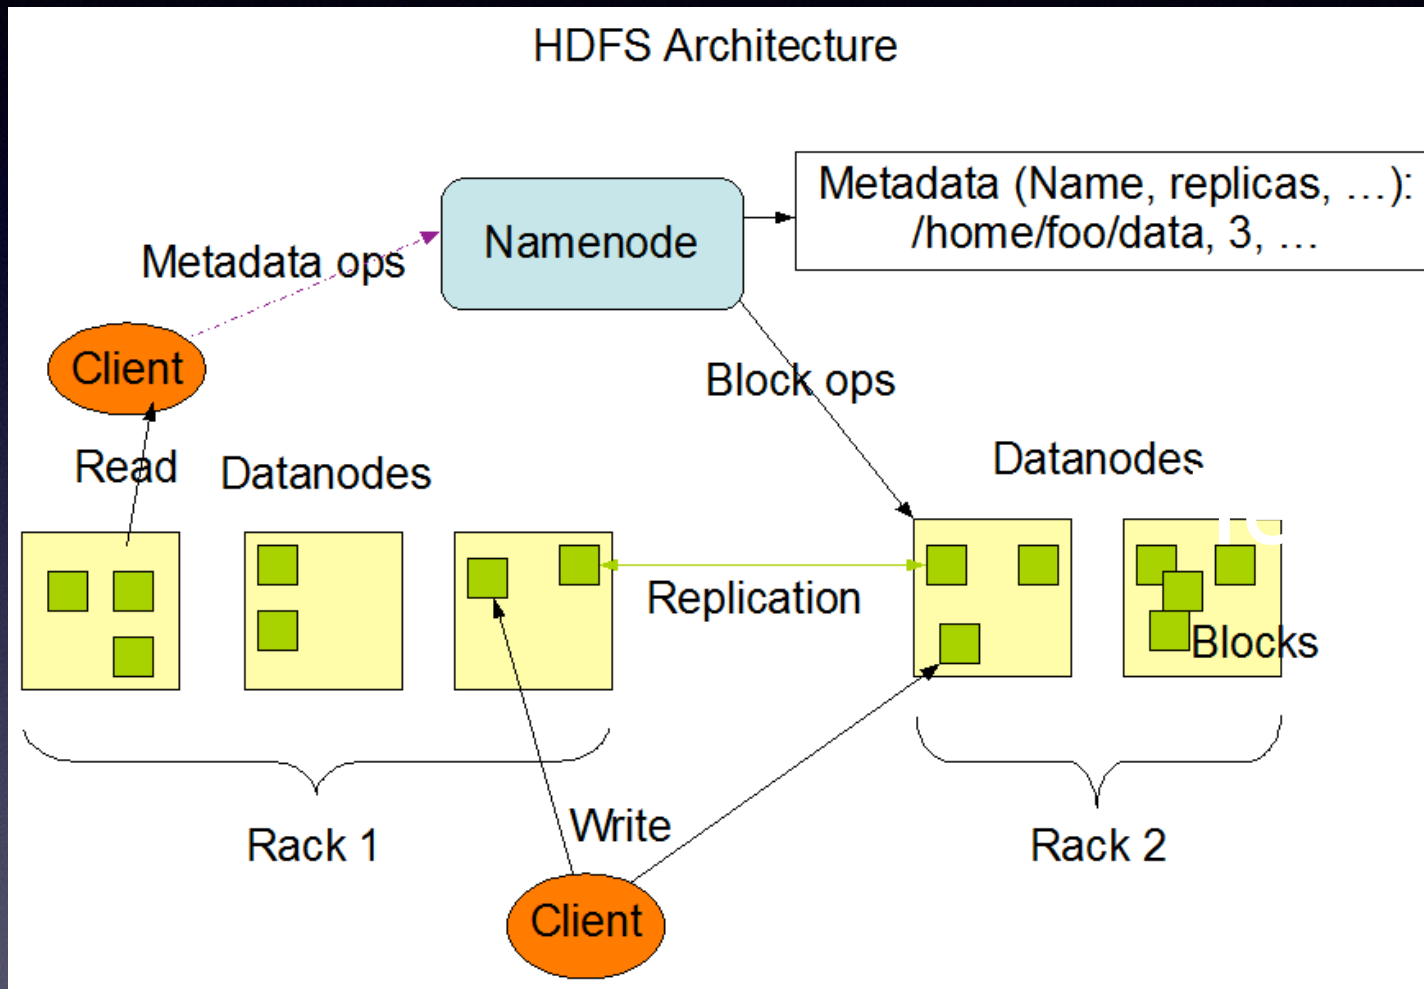 HDFS Architecture
Metadata (Name, replicas, ...):
/home/foo/data, 3, ...
Namenode
Metadata ops
Client
Block ops
Read
Datanodes
Datanodes
Replication
Blocks
Rack 1
Write
Rack 2
Client